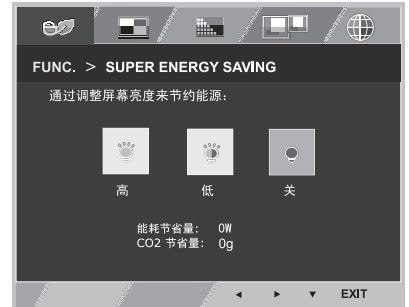 FUNC. > SUPER ENERGY SAVING
通过调整屏幕亮度来节约能源：
高 低 关
能耗节省量： 0W
CO2 节省量： 0g
EXIT